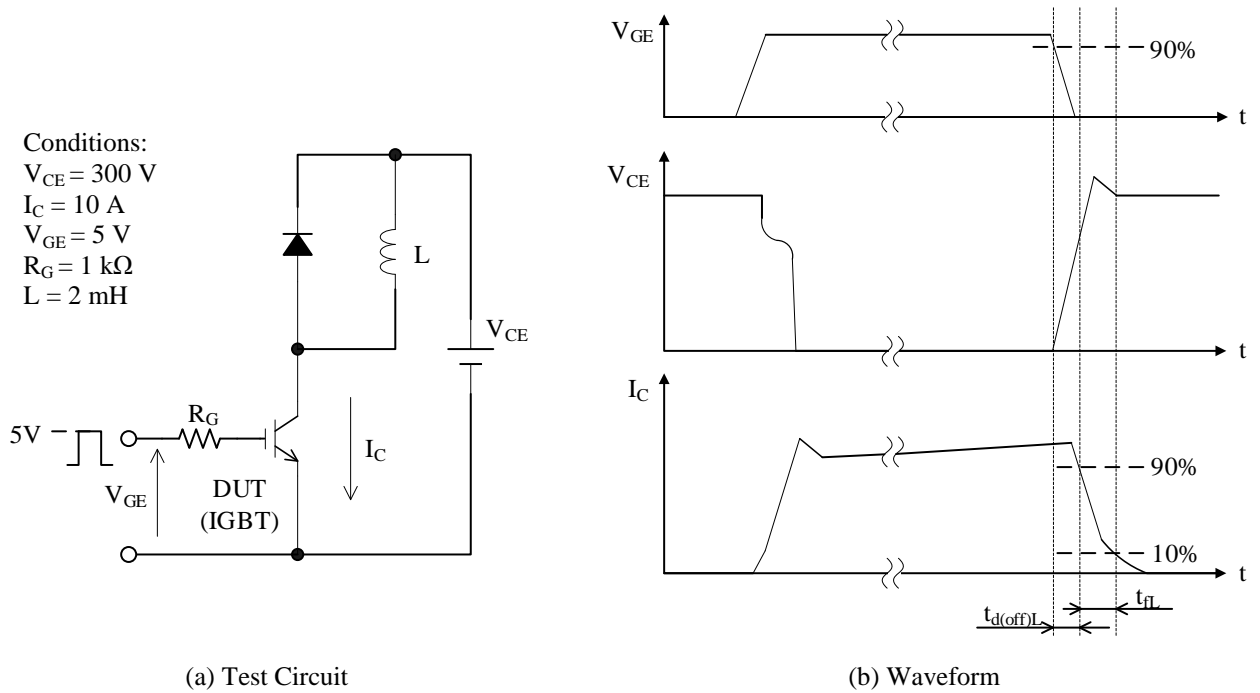 Conditions:
V_CE = 300 V
I_C = 10 A
V_GE = 5 V
R_G = 1 kΩ
L = 2 mH
L
V_CE
R_G
5V
I_C
V_GE
DUT
(IGBT)
(a) Test Circuit
V_GE
90%
t
V_CE
t
I_C
90%
10%
t
t_d(off)L
t_fL
(b) Waveform